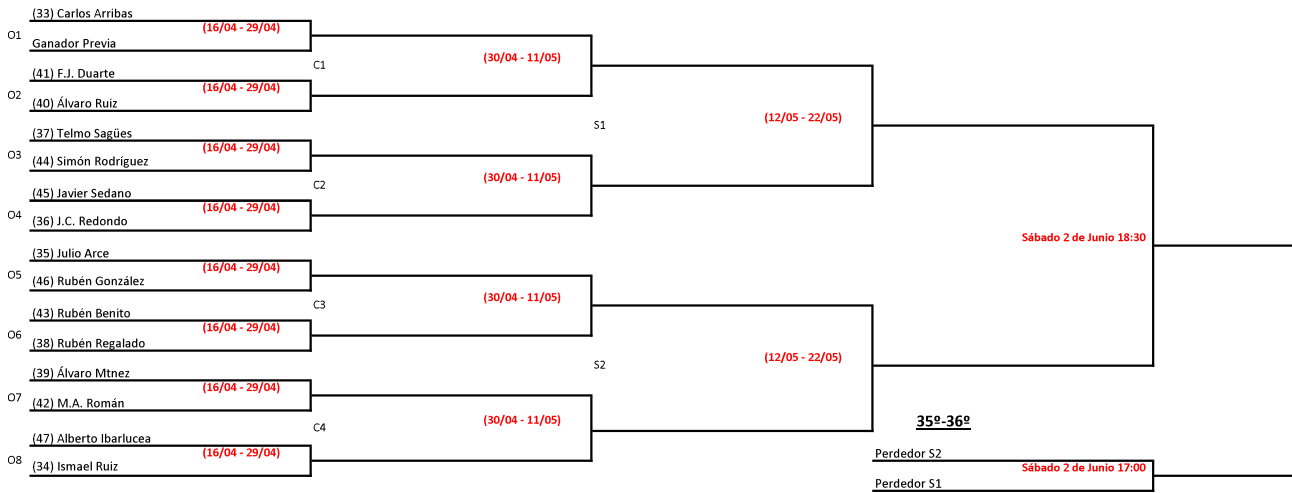 (33) Carlos Arribas
O1
(16/04 - 29/04)
Ganador Previa
(30/04 - 11/05)
C1
(41) F.J. Duarte
O2
(16/04 - 29/04)
(40) Álvaro Ruiz
S1
(12/05 - 22/05)
(37) Telmo Sagües
O3
(16/04 - 29/04)
(44) Simón Rodríguez
(30/04 - 11/05)
C2
(45) Javier Sedano
O4
(16/04 - 29/04)
(36) J.C. Redondo
Sábado 2 de Junio 18:30
(35) Julio Arce
O5
(16/04 - 29/04)
(46) Rubén González
(30/04 - 11/05)
C3
(43) Rubén Benito
O6
(16/04 - 29/04)
(38) Rubén Regalado
S2
(12/05 - 22/05)
(39) Álvaro Mtnez
O7
(16/04 - 29/04)
(42) M.A. Román
(30/04 - 11/05)
C4
(47) Alberto Ibarlucea
O8
(16/04 - 29/04)
(34) Ismael Ruiz
35º-36º
Perdedor S2
Sábado 2 de Junio 17:00
Perdedor S1